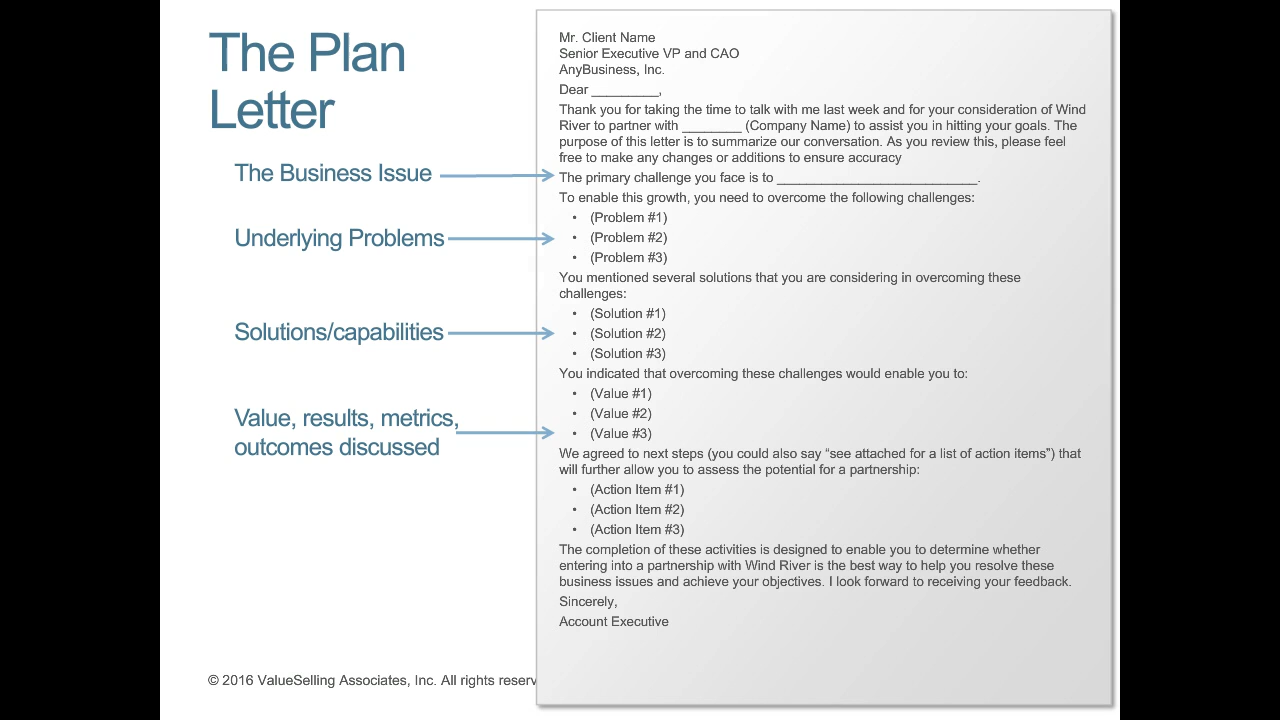 The Plan
Letter
The Business Issue
Underlying Problems
Solutions/capabilities
Value, results, metrics,
outcomes discussed
Mr. Client Name
Senior Executive VP and CAO
AnyBusiness, Inc.
Dear _________,
Thank you for taking the time to talk with me last week and for your consideration of Wind
River to partner with ________ (Company Name) to assist you in hitting your goals. The
purpose of this letter is to summarize our conversation. As you review this, please feel
free to make any changes or additions to ensure accuracy
The primary challenge you face is to ___________________________.
To enable this growth, you need to overcome the following challenges:
• (Problem #1)
• (Problem #2)
• (Problem #3)
You mentioned several solutions that you are considering in overcoming these
challenges:
• (Solution #1)
• (Solution #2)
• (Solution #3)
You indicated that overcoming these challenges would enable you to:
• (Value #1)
• (Value #2)
• (Value #3)
We agreed to next steps (you could also say “see attached for a list of action items”) that
will further allow you to assess the potential for a partnership:
• (Action Item #1)
• (Action Item #2)
• (Action Item #3)
The completion of these activities is designed to enable you to determine whether
entering into a partnership with Wind River is the best way to help you resolve these
business issues and achieve your objectives. I look forward to receiving your feedback.
Sincerely,
Account Executive
© 2016 ValueSelling Associates, Inc. All rights reserv